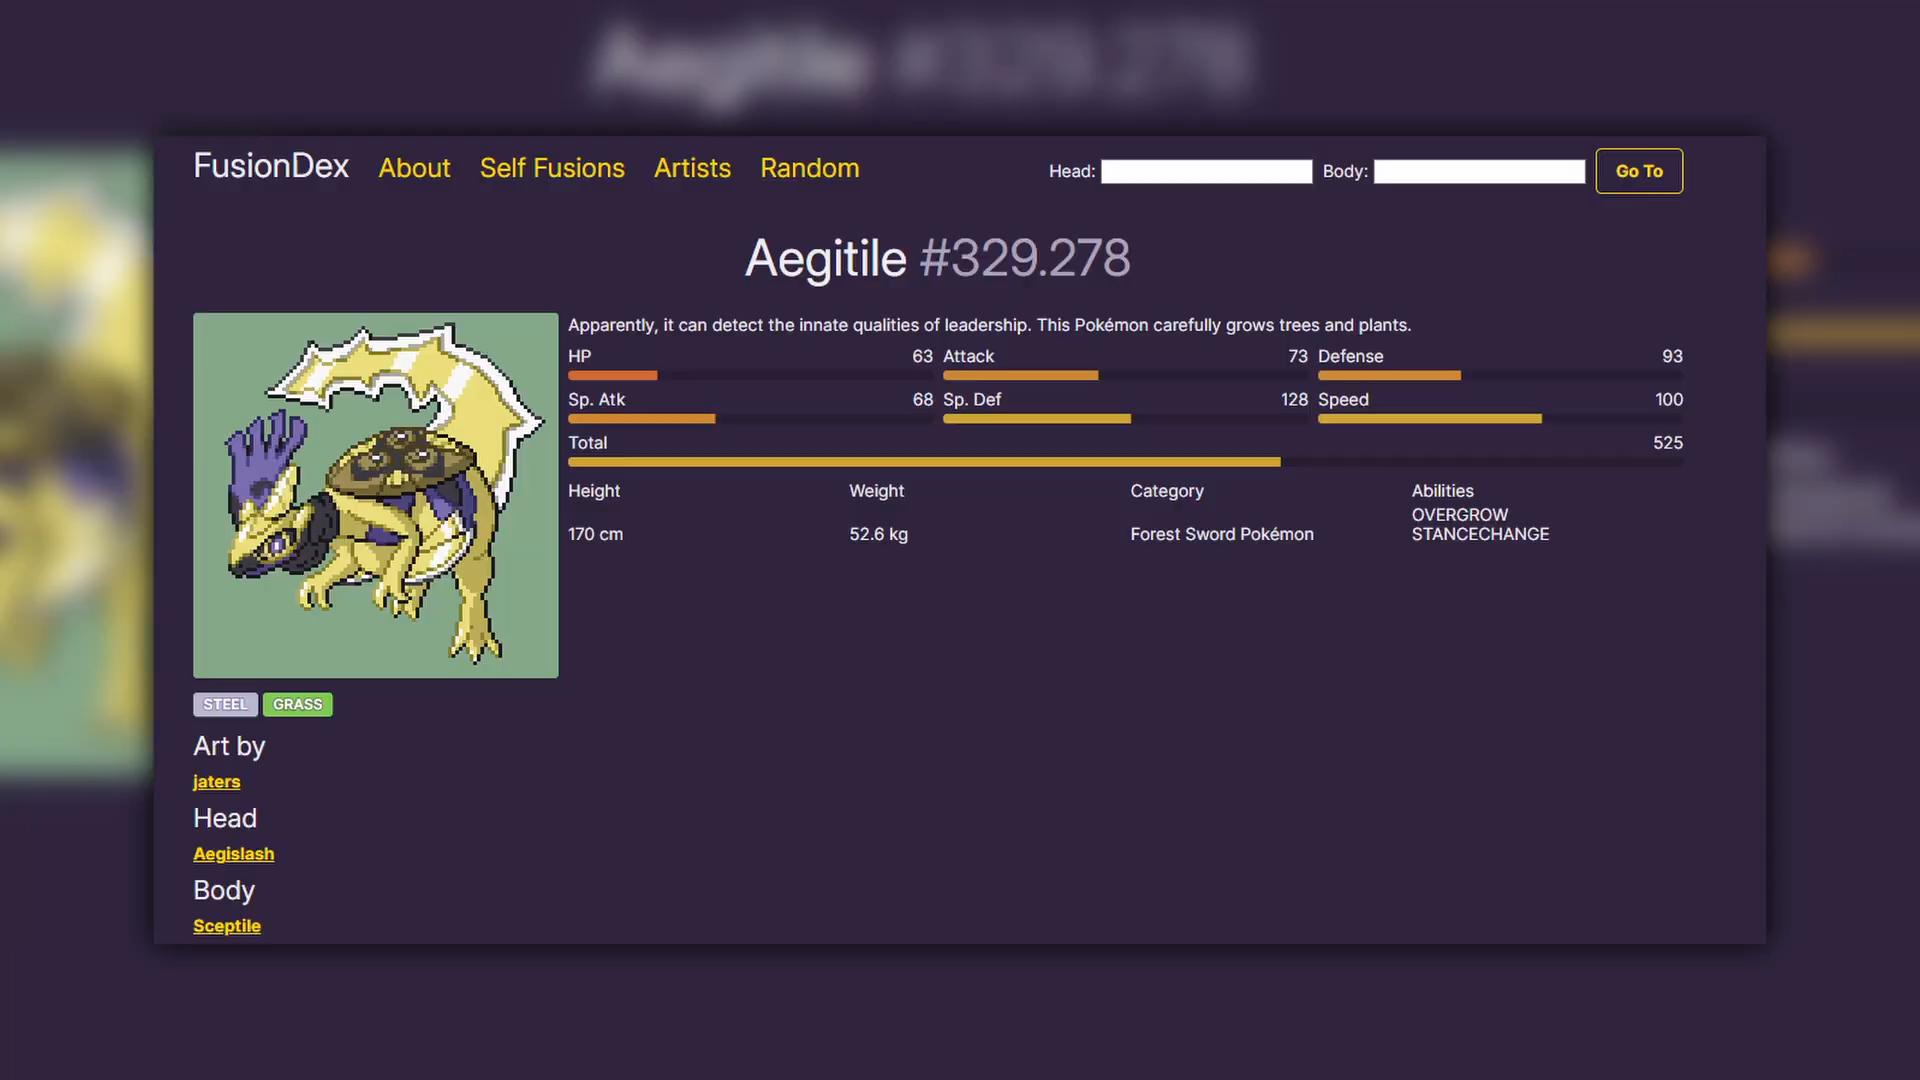 Aegitile #329.278
FusionDex About Self Fusions Artists Random Head: Body: Go To
Aegitile #329.278
Apparently, it can detect the innate qualities of leadership. This Pokémon carefully grows trees and plants.
HP 63 Attack 73 Defense 93
Sp. Atk 68 Sp. Def 128 Speed 100
Total 525
Height Weight Category Abilities
OVERGROW
170 cm 52.6 kg Forest Sword Pokémon STANCECHANGE
STEEL GRASS
Art by
jaters
Head
Aegislash
Body
Sceptile